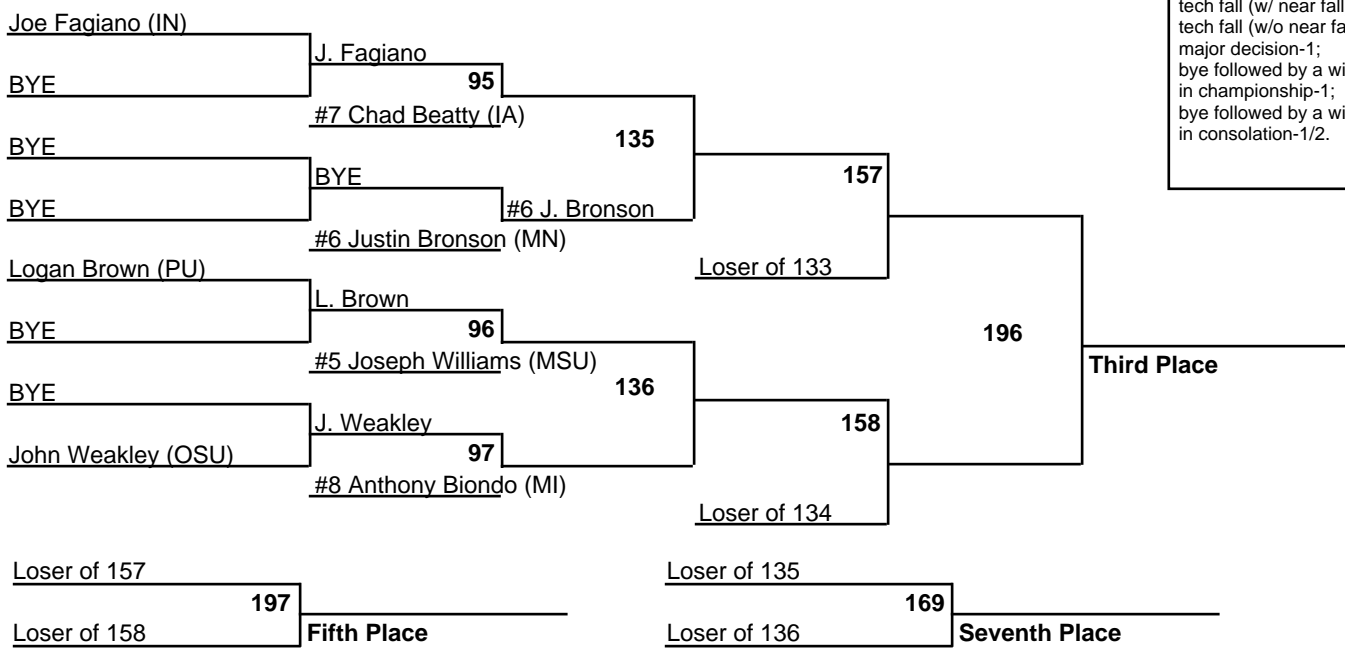 tech fall (w/ near fall
tech fall (w/o near fa
major decision-1;
bye followed by a wi
in championship-1;
bye followed by a wi
in consolation-1/2.
Joe Fagiano (IN)
J. Fagiano
BYE
95
#7 Chad Beatty (IA)
135
BYE
BYE
157
BYE
#6 J. Bronson
#6 Justin Bronson (MN)
Logan Brown (PU)
Loser of 133
L. Brown
BYE
96
196
#5 Joseph Williams (MSU)
Third Place
BYE
136
J. Weakley
158
John Weakley (OSU)
97
#8 Anthony Biondo (MI)
Loser of 134
Loser of 157
197
Loser of 158
Fifth Place
Loser of 135
169
Loser of 136
Seventh Place